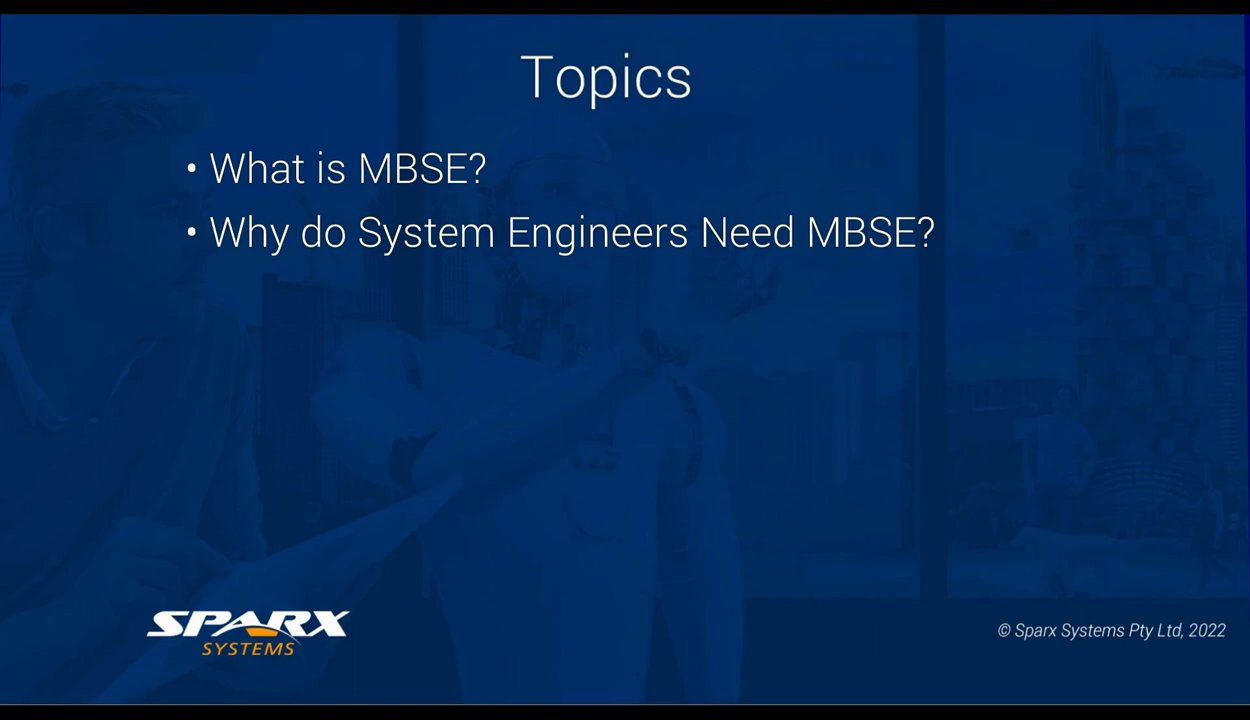 Topics
• What is MBSE?
• Why do System Engineers Need MBSE?
SPARX
SYSTEMS
© Sparx Systems Pty Ltd, 2022